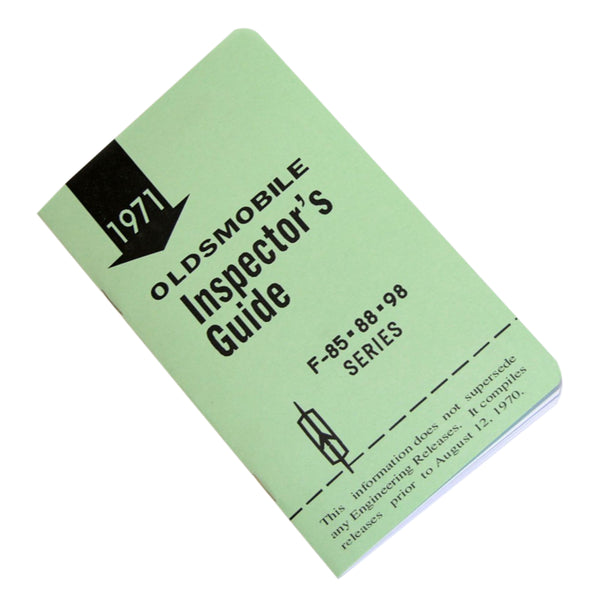 1971
OLDSMOBILE
Inspector's
Guide
F-85▪88▪98
SERIES
This information does not supersede
any Engineering Releases. It compiles
releases prior to August 12, 1970.